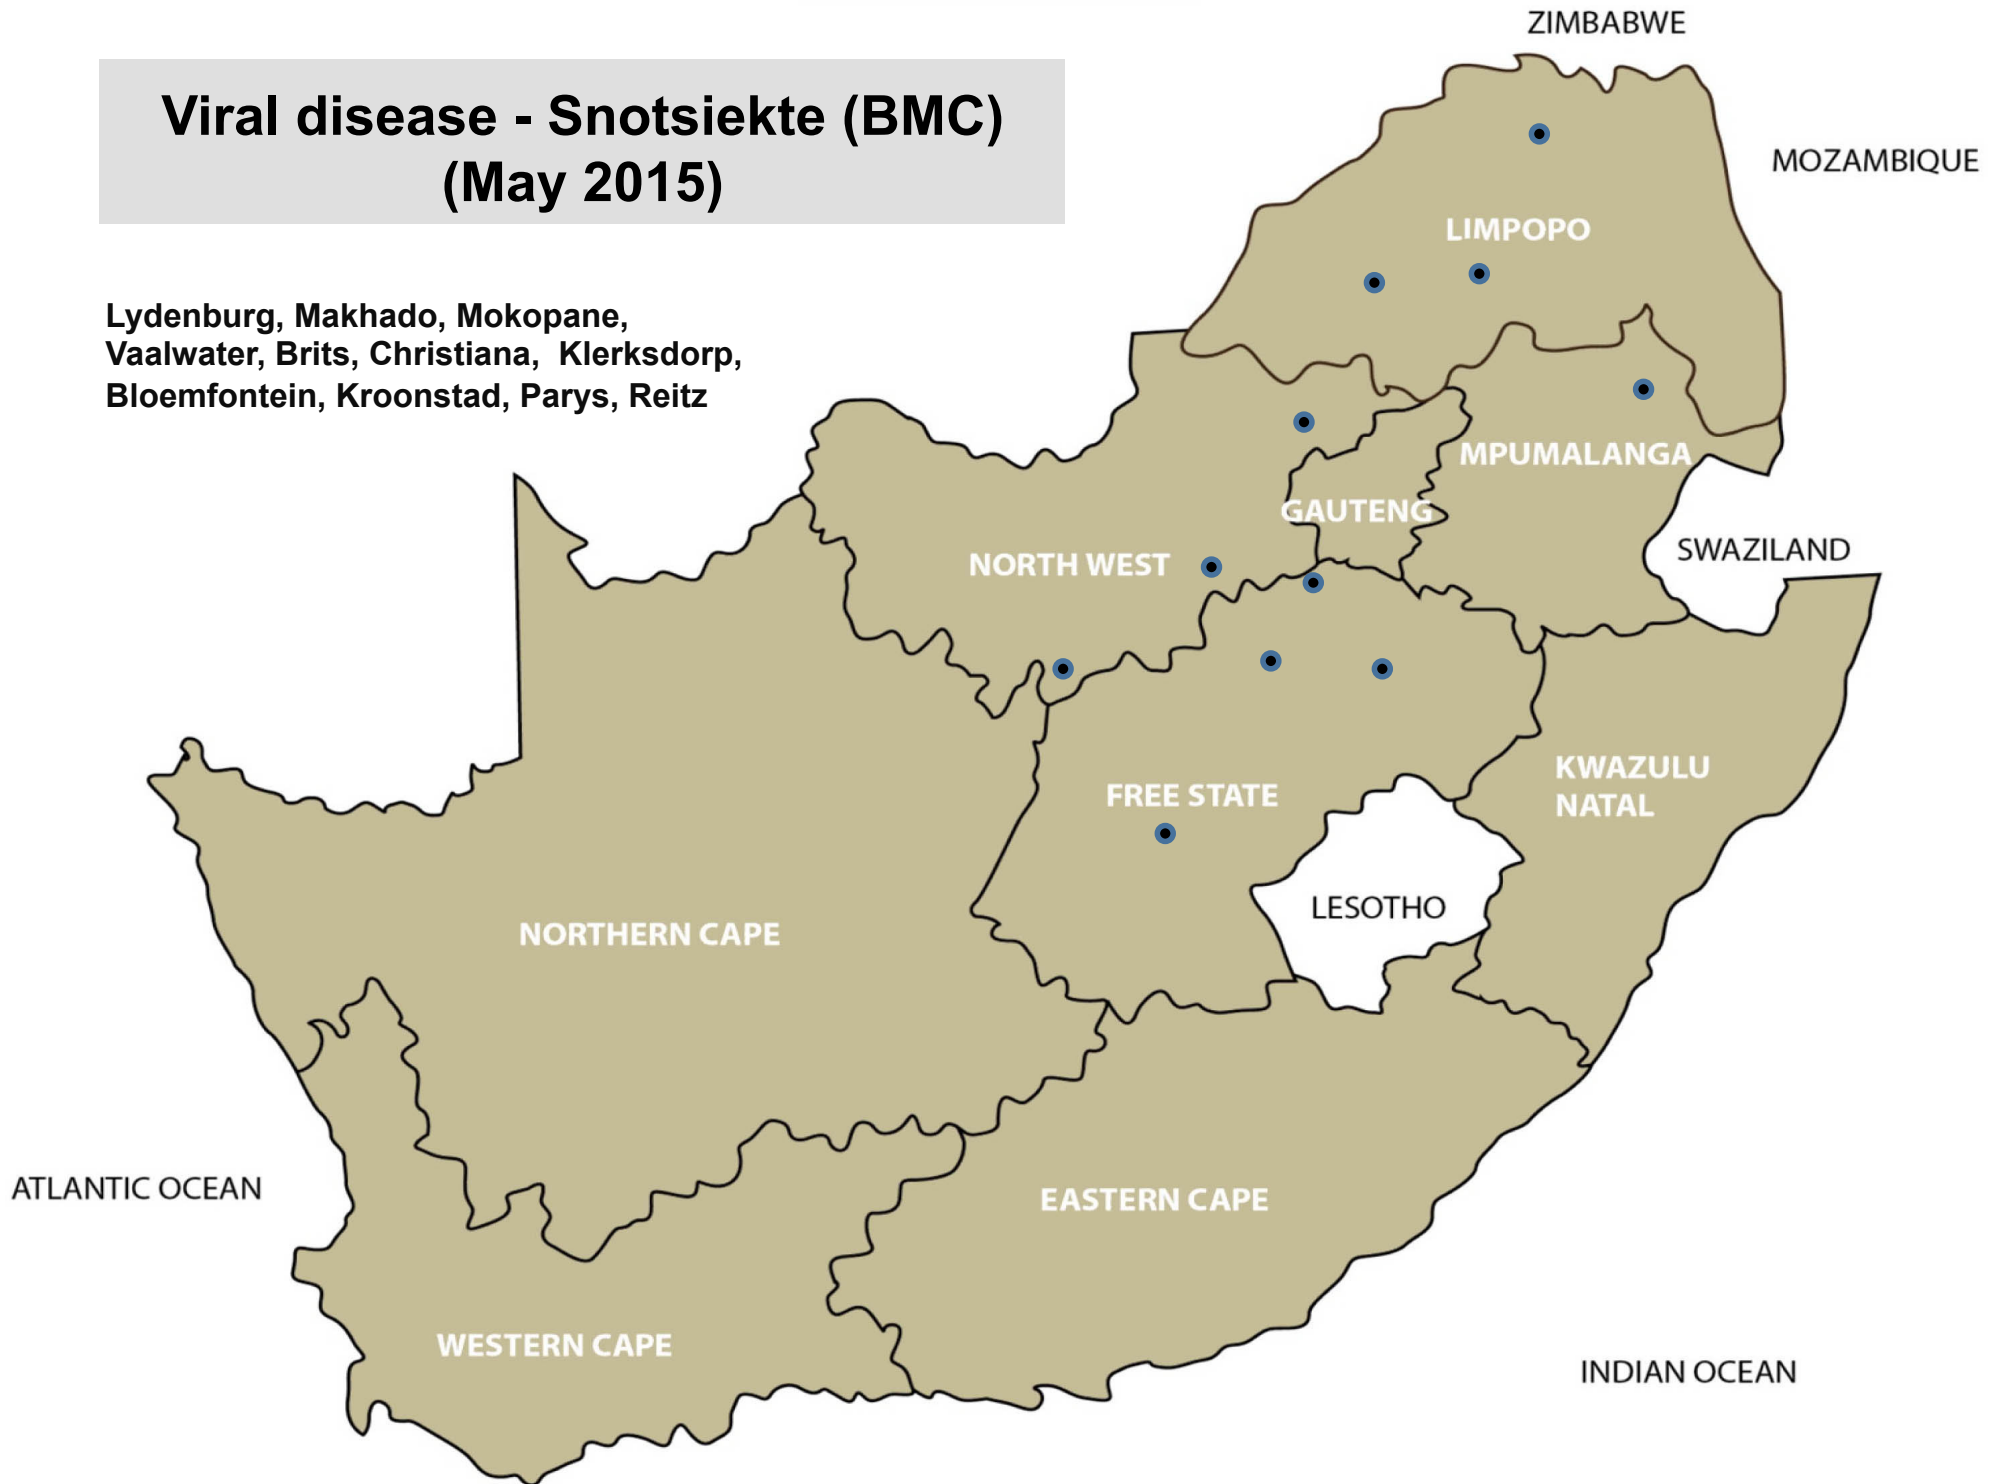 ZIMBABWE
Viral disease - Snotsiekte (BMC)
(May 2015)
MOZAMBIQUE
LIMPOPO
Lydenburg, Makhado, Mokopane,
Vaalwater, Brits, Christiana, Klerksdorp,
Bloemfontein, Kroonstad, Parys, Reitz
MPUMALANGA
GAUTENG
SWAZILAND
NORTH WEST
KWAZULU
NATAL
FREE STATE
LESOTHO
NORTHERN CAPE
ATLANTIC OCEAN
EASTERN CAPE
WESTERN CAPE
INDIAN OCEAN